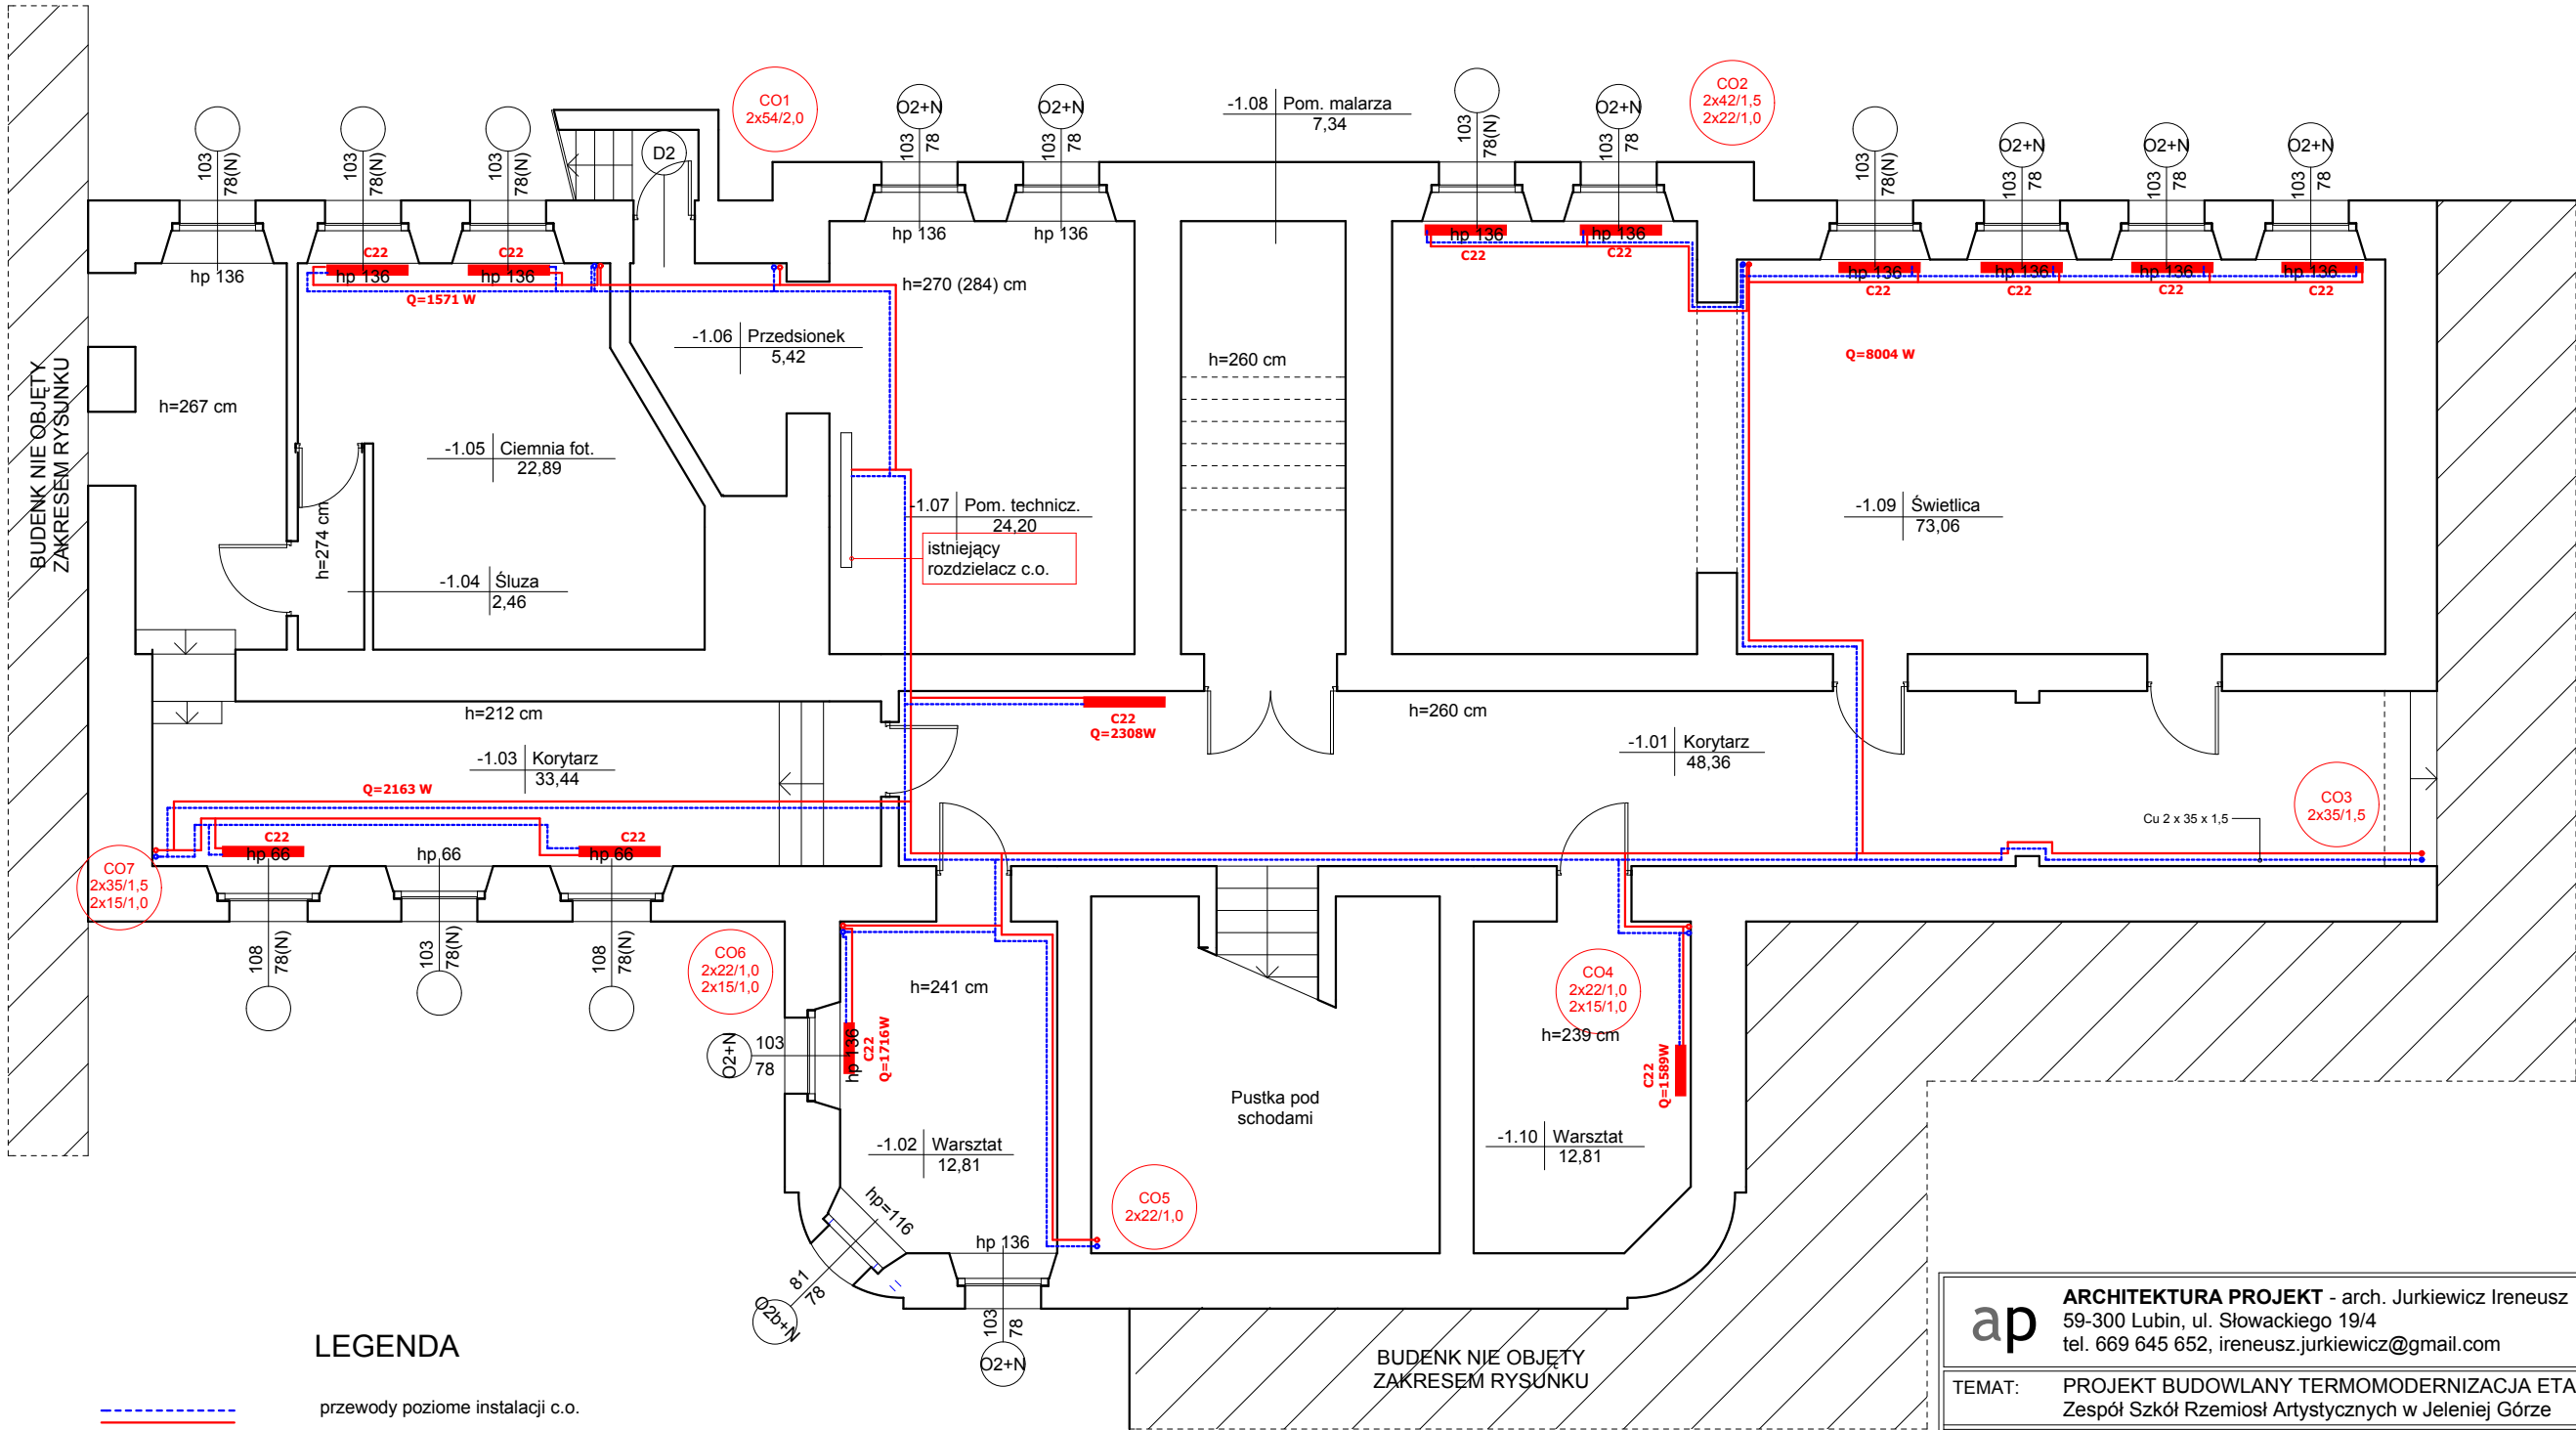 CO1
2x54/2,0
CO2
2x42/1,5
2x22/1,0
O2+N
103
78
O2+N
103
78
-1.08 Pom. malarza
7,34
103
78(N)
O2+N
103
78
103
78(N)
O2+N
103
78
O2+N
103
78
O2+N
103
78
103
78(N)
103
78(N)
103
78(N)
D2
hp 136
C22
hp 136
C22
hp 136
Q=1571 W
hp 136
hp 136
h=270 (284) cm
hp 136
C22
hp 136
C22
hp 136
C22
hp 136
C22
hp 136
C22
hp 136
C22
Q=8004 W
-1.06 Przedsionek
5,42
h=260 cm
BUDENK NIE OBJĘTY
ZAKRESEM RYSUNKU
h=267 cm
-1.05 Ciemnia fot.
22,89
h=274 cm
-1.04 Śluza
2,46
-1.07 Pom. technicz.
24,20
istniejący
rozdzielacz c.o.
-1.09 Świetlica
73,06
h=212 cm
C22
Q=2308W
h=260 cm
-1.03 Korytarz
33,44
-1.01 Korytarz
48,36
Q=2163 W
CO3
2x35/1,5
Cu 2 x 35 x 1,5
C22
hp 66
hp 66
C22
hp 66
CO7
2x35/1,5
2x15/1,0
108
78(N)
103
78(N)
108
78(N)
CO6
2x22/1,0
2x15/1,0
h=241 cm
CO4
2x22/1,0
2x15/1,0
h=239 cm
O2+N
103
78
hp 136
C22
Q=1716W
C22
Q=1589W
Pustka pod
schodami
-1.02 Warsztat
12,81
-1.10 Warsztat
12,81
CO5
2x22/1,0
hp=116
hp 136
81
78
O2b+N
103
78
O2+N
LEGENDA
przewody poziome instalacji c.o.
BUDENK NIE OBJĘTY
ZAKRESEM RYSUNKU
ap
ARCHITEKTURA PROJEKT - arch. Jurkiewicz Ireneusz
59-300 Lubin, ul. Słowackiego 19/4
tel. 669 645 652, ireneusz.jurkiewicz@gmail.com
TEMAT: PROJEKT BUDOWLANY TERMOMODERNIZACJA ETA
Zespół Szkół Rzemiosł Artystycznych w Jeleniej Górze